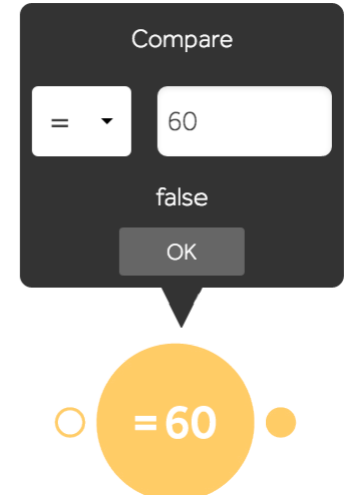 Compare
= 60
false
OK
= 60